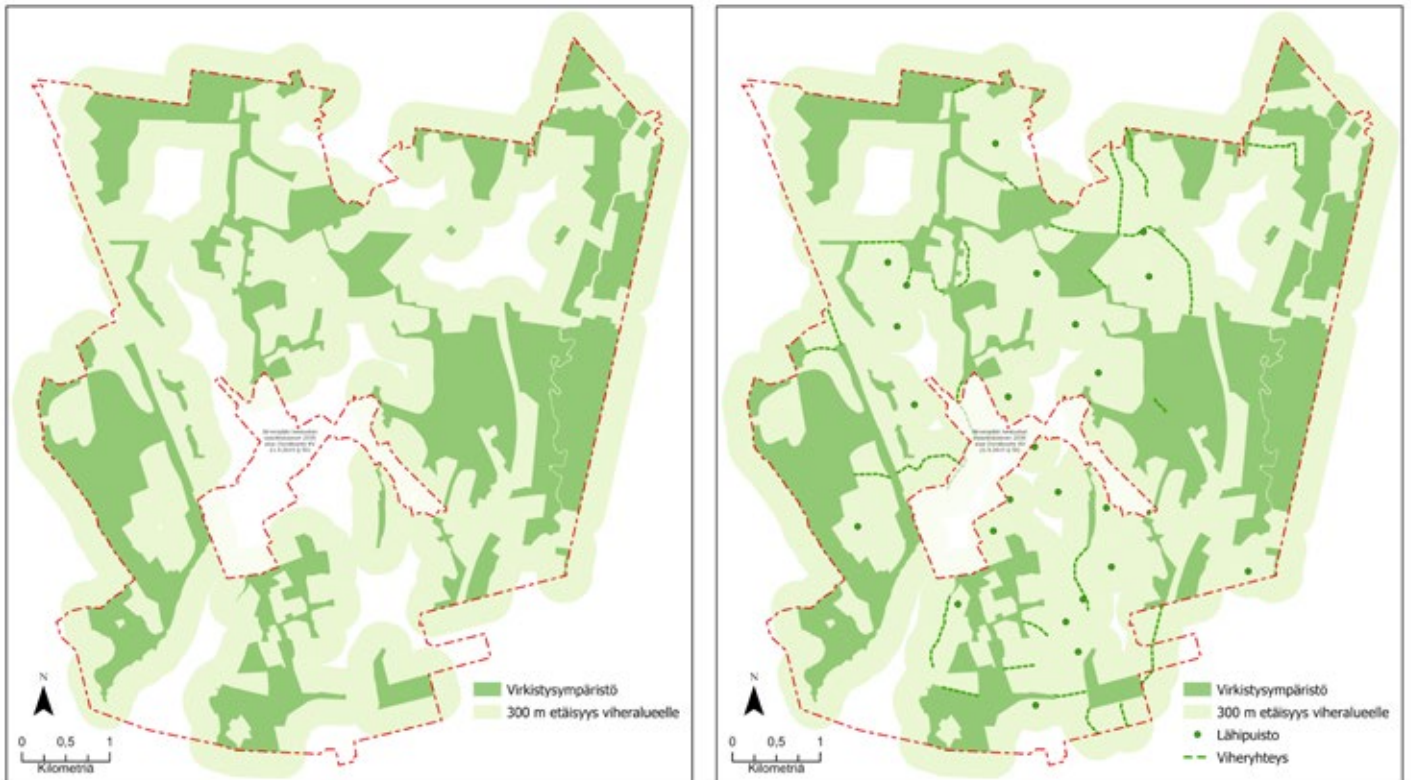 N
0 0,5 1
Kilometriä
Virkistysympäristö
300 m etäisyys viheralueelle
N
0 0,5 1
Kilometriä
Virkistysympäristö
300 m etäisyys viheralueelle
Lähipuisto
Viheryhteys